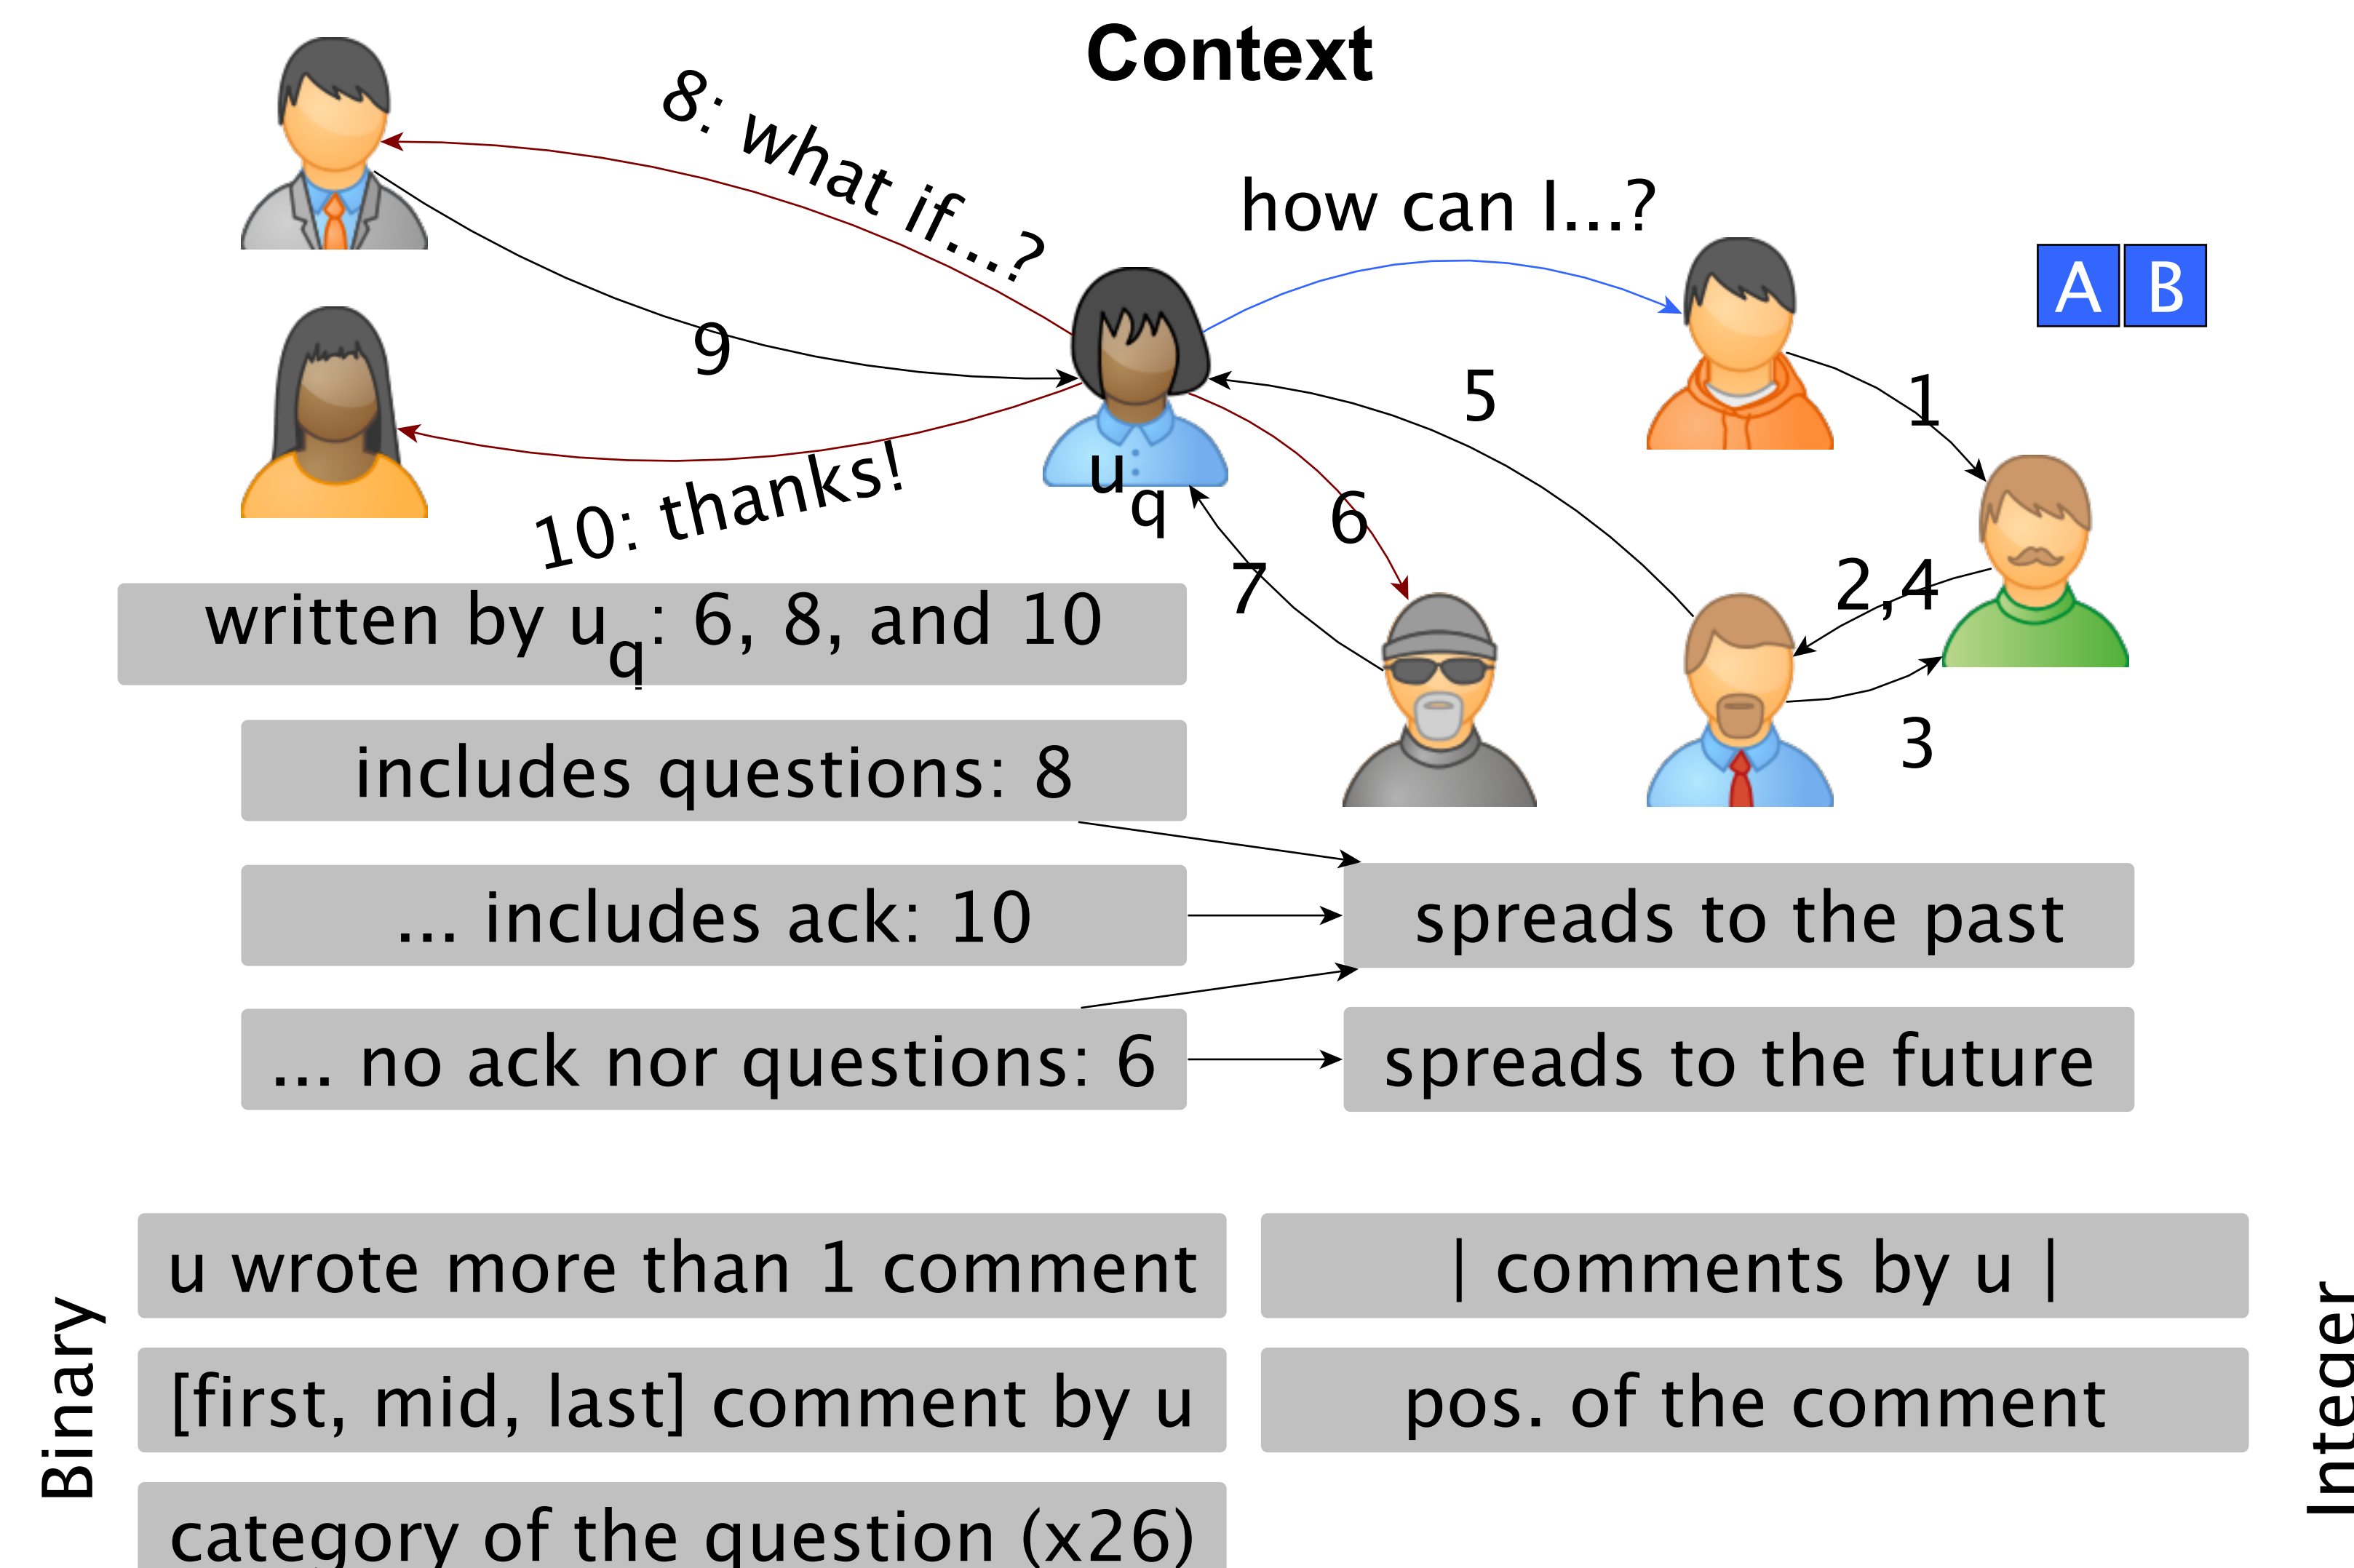 Context
8: what if...?
how can I...?
A B
9
5
1
10: thanks!
uq
6
7
2,4
3
written by uq: 6, 8, and 10
includes questions: 8
... includes ack: 10
spreads to the past
... no ack nor questions: 6
spreads to the future
Binary
u wrote more than 1 comment
| comments by u |
[first, mid, last] comment by u
pos. of the comment
category of the question (x26)
Integer